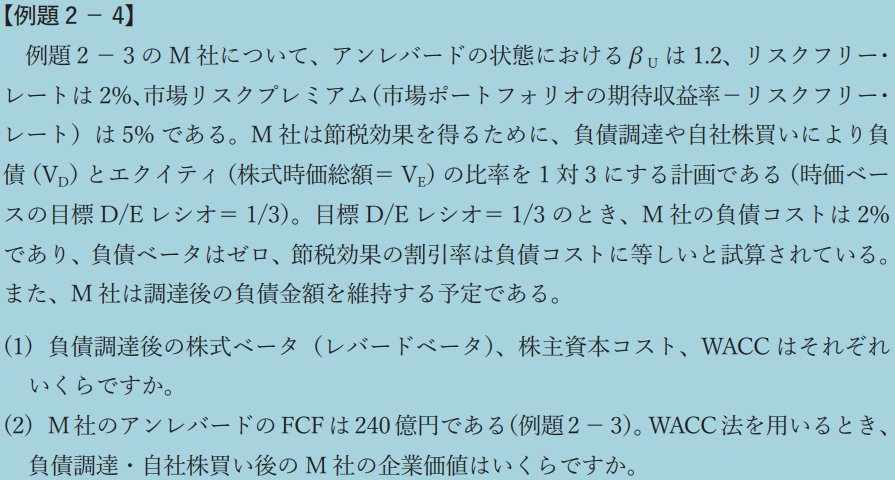 【例題2－4】
例題2－3のM社について、アンレバードの状態におけるβUは1.2、リスクフリー・
レートは2%、市場リスクプレミアム(市場ポートフォリオの期待収益率－リスクフリー・
レート）は5%である。M社は節税効果を得るために、負債調達や自社株買いにより負
債(VD)とエクイティ(株式時価総額＝VE)の比率を1対3にする計画である(時価ベー
スの目標D/Eレシオ＝1/3)。目標D/Eレシオ＝1/3のとき、M社の負債コストは2%
であり、負債ベータはゼロ、節税効果の割引率は負債コストに等しいと試算されている。
また、M社は調達後の負債金額を維持する予定である。
(1) 負債調達後の株式ベータ（レバードベータ）、株主資本コスト、WACCはそれぞれ
いくらですか。
(2) M社のアンレバードのFCFは240億円である(例題2－3)。WACC法を用いるとき、
負債調達・自社株買い後のM社の企業価値はいくらですか。